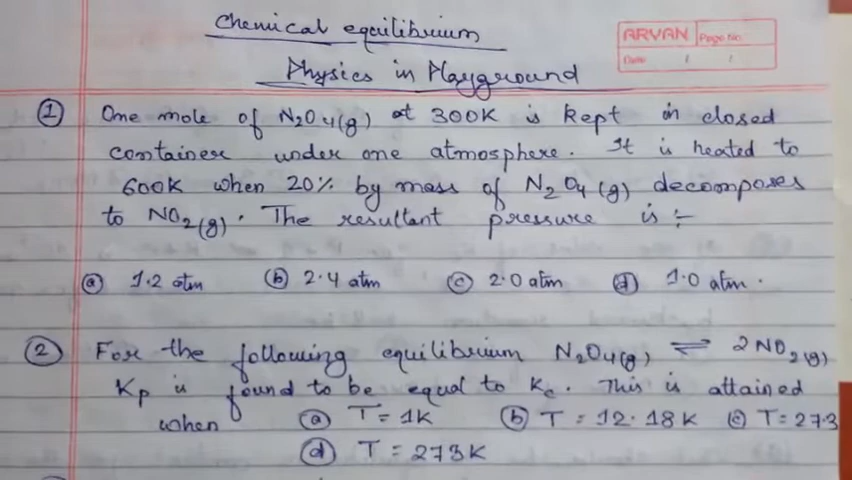 Chemical equilibrium
ARYAN Page No.
Date: / /
Physics in Playground
① One mole of N₂O₄(g) at 300K is kept in closed
container under one atmosphere. It is heated to
600K when 20% by mass of N₂O₄(g) decomposes
to NO₂(g). The resultant pressure is :-
ⓐ 1.2 atm ⓑ 2.4 atm ⓒ 2.0 atm ⓓ 1.0 atm.
② For the following equilibrium N₂O₄(g) ⇌ 2NO₂(g)
Kp is found to be equal to Kc. This is attained
when ⓐ T = 1K ⓑ T = 12.18K ⓒ T = 27.3
ⓓ T = 273K